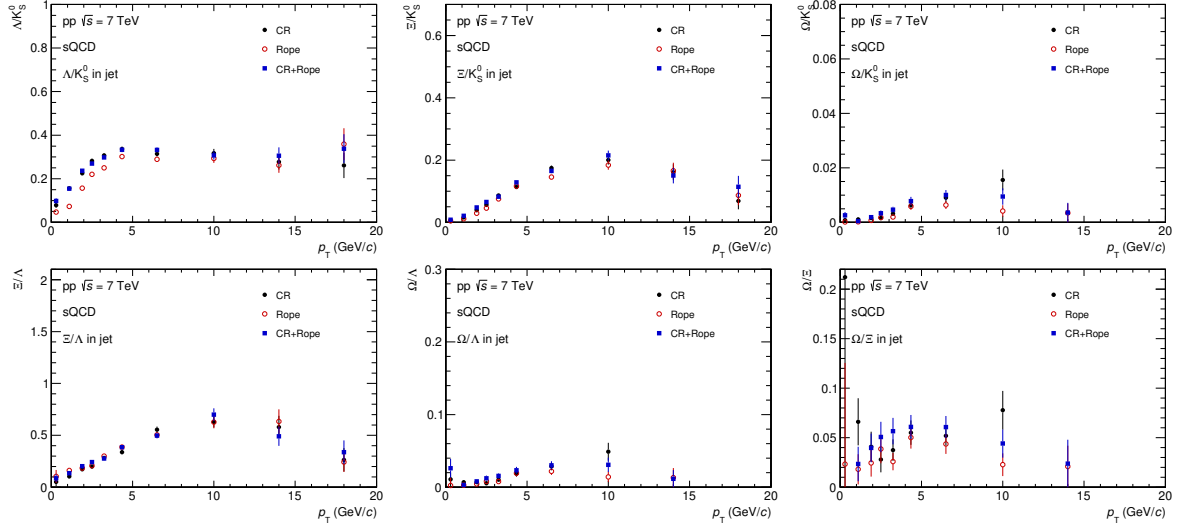 Λ/K⁰_S
1
0.8
0.6
0.4
0.2
0
pp √s = 7 TeV
sQCD
Λ/K⁰_S in jet
CR
Rope
CR+Rope
0 5 10 15 20
p_T (GeV/c)
Ξ/K⁰_S
0.6
0.4
0.2
0
pp √s = 7 TeV
sQCD
Ξ/K⁰_S in jet
CR
Rope
CR+Rope
0 5 10 15 20
p_T (GeV/c)
Ω/K⁰_S
0.08
0.06
0.04
0.02
0
pp √s = 7 TeV
sQCD
Ω/K⁰_S in jet
CR
Rope
CR+Rope
0 5 10 15 20
p_T (GeV/c)
Ξ/Λ
2
1.5
1
0.5
0
pp √s = 7 TeV
sQCD
Ξ/Λ in jet
CR
Rope
CR+Rope
0 5 10 15 20
p_T (GeV/c)
Ω/Λ
0.3
0.2
0.1
0
pp √s = 7 TeV
sQCD
Ω/Λ in jet
CR
Rope
CR+Rope
0 5 10 15 20
p_T (GeV/c)
Ω/Ξ
0.2
0.15
0.1
0.05
0
pp √s = 7 TeV
sQCD
Ω/Ξ in jet
CR
Rope
CR+Rope
0 5 10 15 20
p_T (GeV/c)